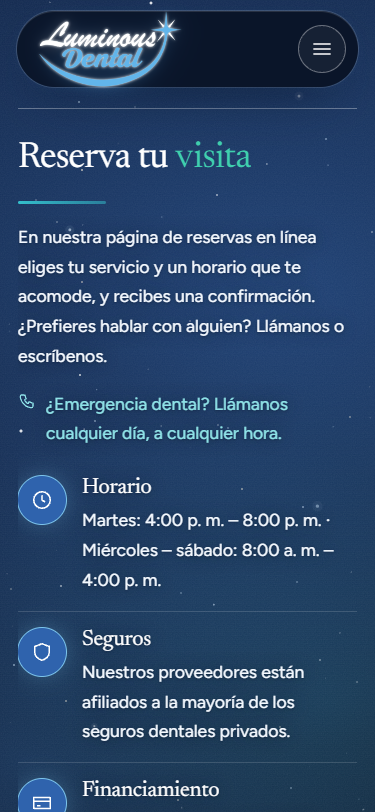 Luminous
Dental
Reserva tu visita
En nuestra página de reservas en línea
eliges tu servicio y un horario que te
acomode, y recibes una confirmación.
¿Prefieres hablar con alguien? Llámanos o
escríbenos.
¿Emergencia dental? Llámanos
cualquier día, a cualquier hora.
Horario
Martes: 4:00 p. m. – 8:00 p. m. ·
Miércoles – sábado: 8:00 a. m. –
4:00 p. m.
Seguros
Nuestros proveedores están
afiliados a la mayoría de los
seguros dentales privados.
Financiamiento